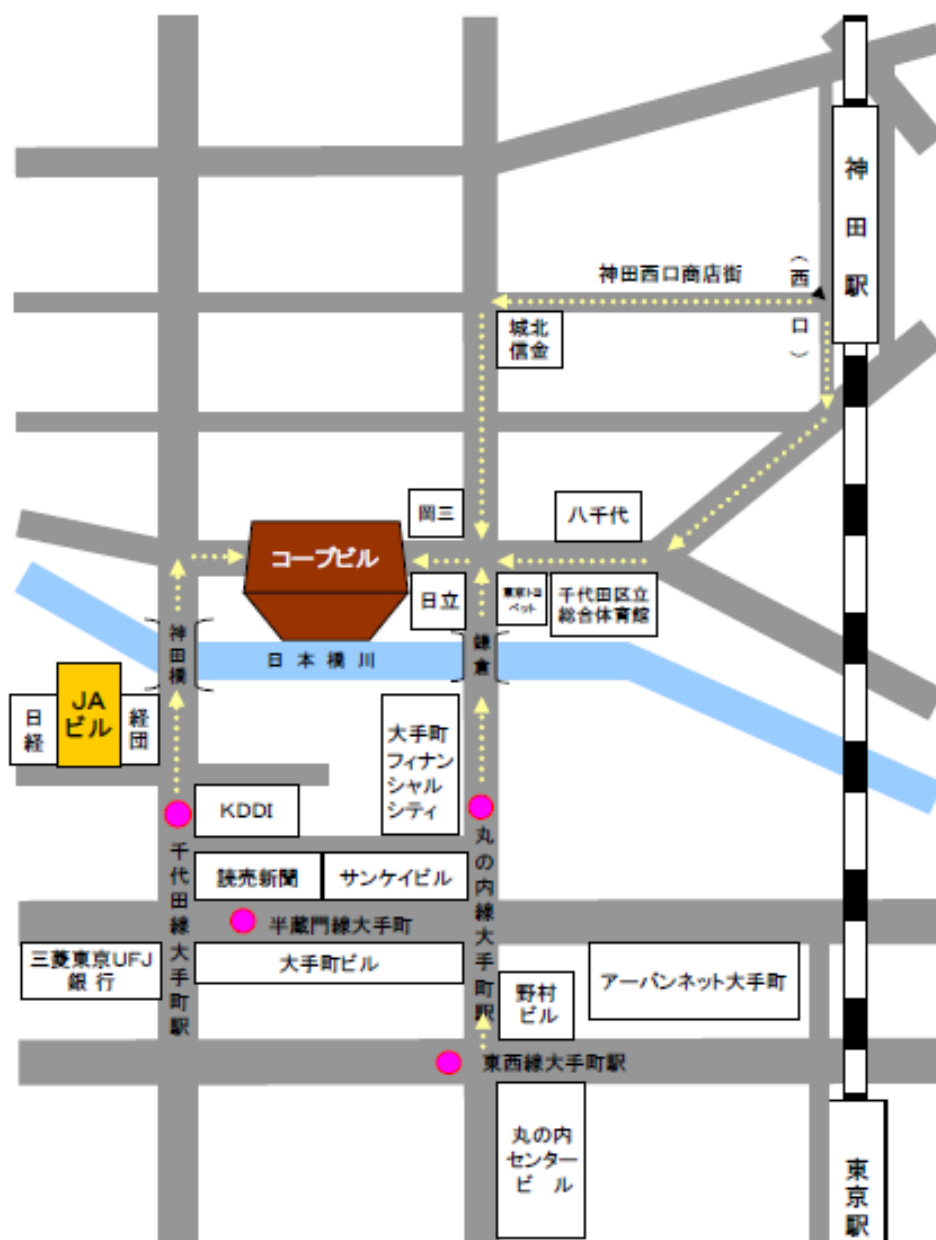 神田駅
(西口)
神田西口商店街
城北
信金
岡三
八千代
コープビル
日立
東京トヨ
ペット
千代田区立
総合体育館
神田橋
鎌倉
日本橋川
日経
JA
ビル
経団
大手町
フィナン
シャル
シティ
KDDI
千代田線大手町駅
丸の内線大手町駅
読売新聞
サンケイビル
半蔵門線大手町
三菱東京UFJ
銀行
大手町ビル
野村
ビル
アーバンネット大手町
東西線大手町駅
丸の内
センター
ビル
東京駅